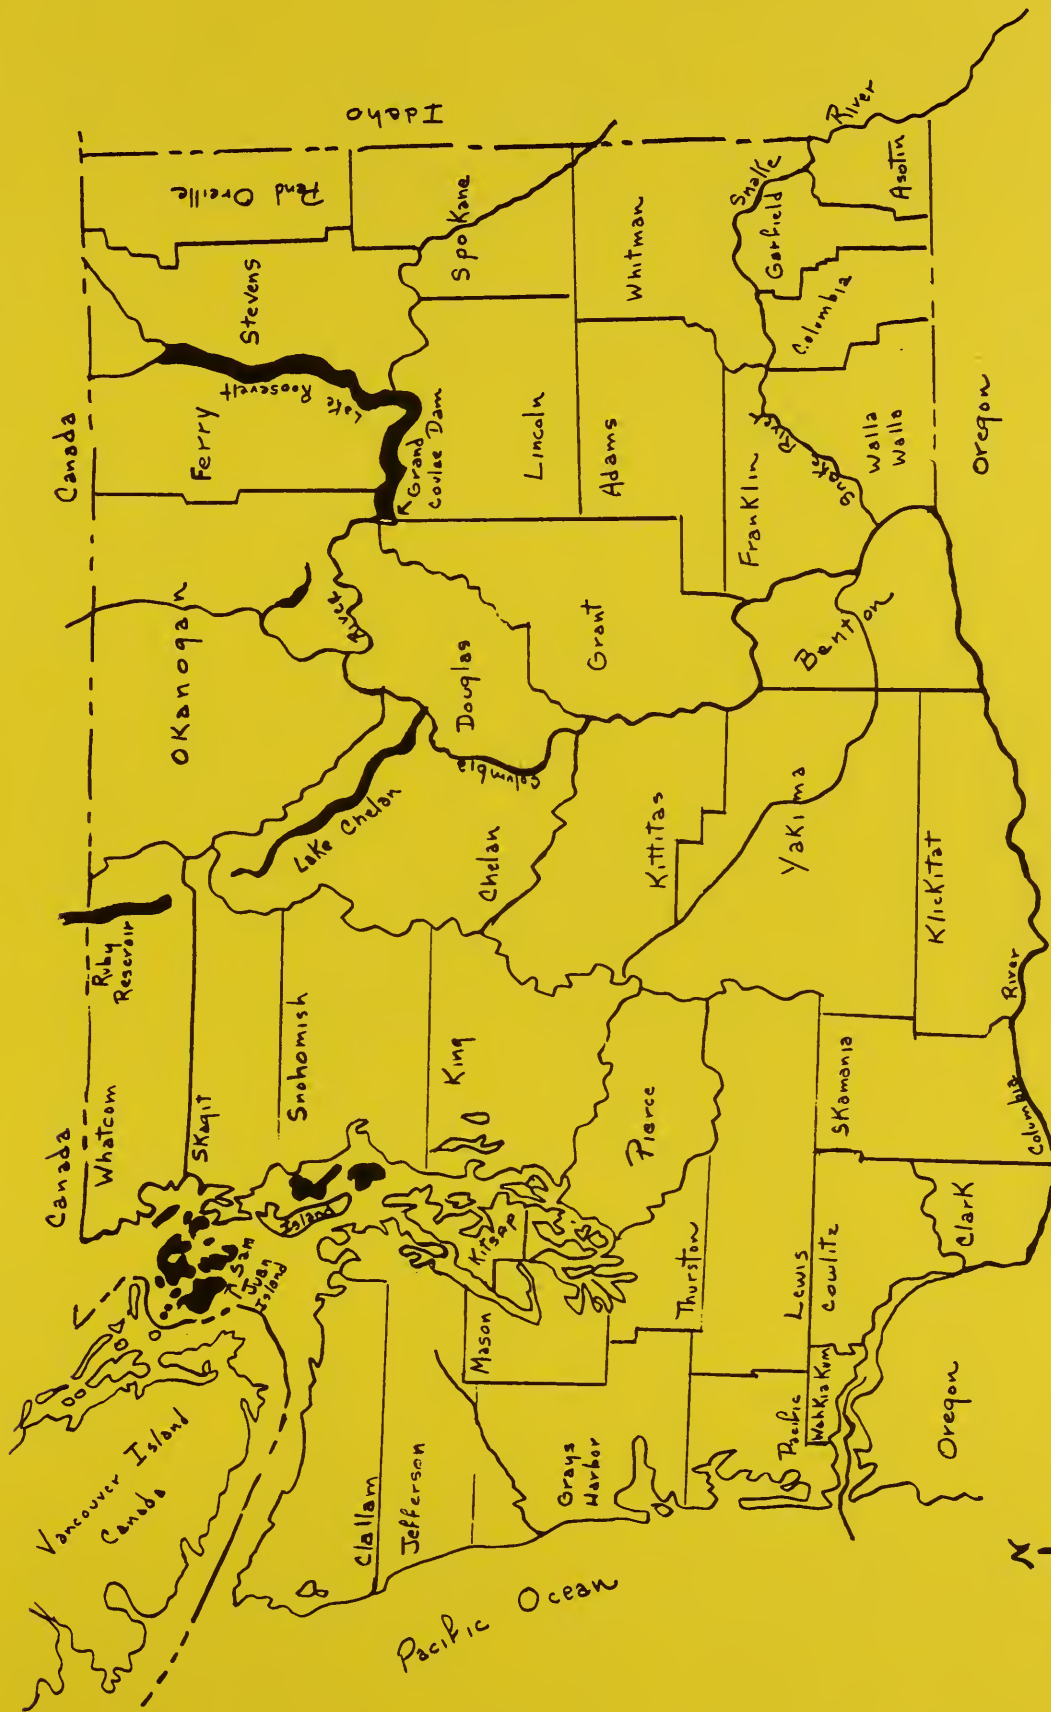 Canada
Canada
Idaho
Vancouver Island
Canada
Whatcom
Ruby
Reservoir
Okanogan
Ferry
Stevens
Pend Oreille
San
Juan
Island
Skagit
Lake Chelan
River
Lake Roosevelt
Grand
Coulae Dam
Island
Snohomish
Chelan
Columbia
Douglas
Lincoln
Spokane
Clallam
Jefferson
Kitsap
King
Mason
Grays
Harbor
Pierce
Kittitas
Grant
Adams
Whitman
Thurston
Yakima
Benton
Franklin
Snake River
Columbia
Garfield
Snake River
Asotin
Walla
Walla
Pacific
Lewis
Wahkiakum
Cowlitz
Skamania
Klickitat
Clark
Columbia River
Oregon
Oregon
Pacific Ocean
N